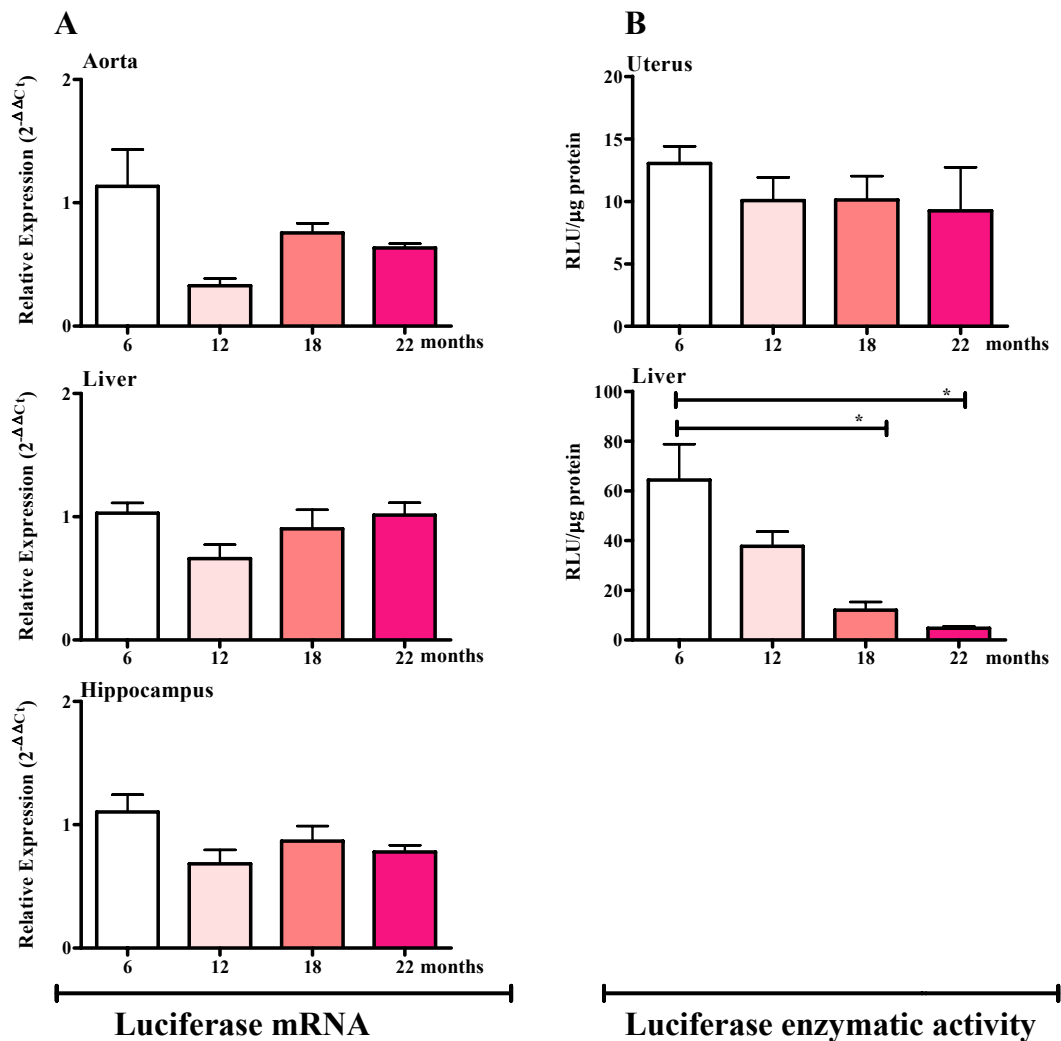 A
Aorta
Relative Expression (2^-ΔΔCt)
2
1
0
6 12 18 22 months
Liver
Relative Expression (2^-ΔΔCt)
2
1
0
6 12 18 22 months
Hippocampus
Relative Expression (2^-ΔΔCt)
2
1
0
6 12 18 22 months
Luciferase mRNA
B
Uterus
RLU/μg protein
20
15
10
5
0
6 12 18 22 months
Liver
RLU/μg protein
100
80
60
40
20
0
*
*
6 12 18 22 months
Luciferase enzymatic activity